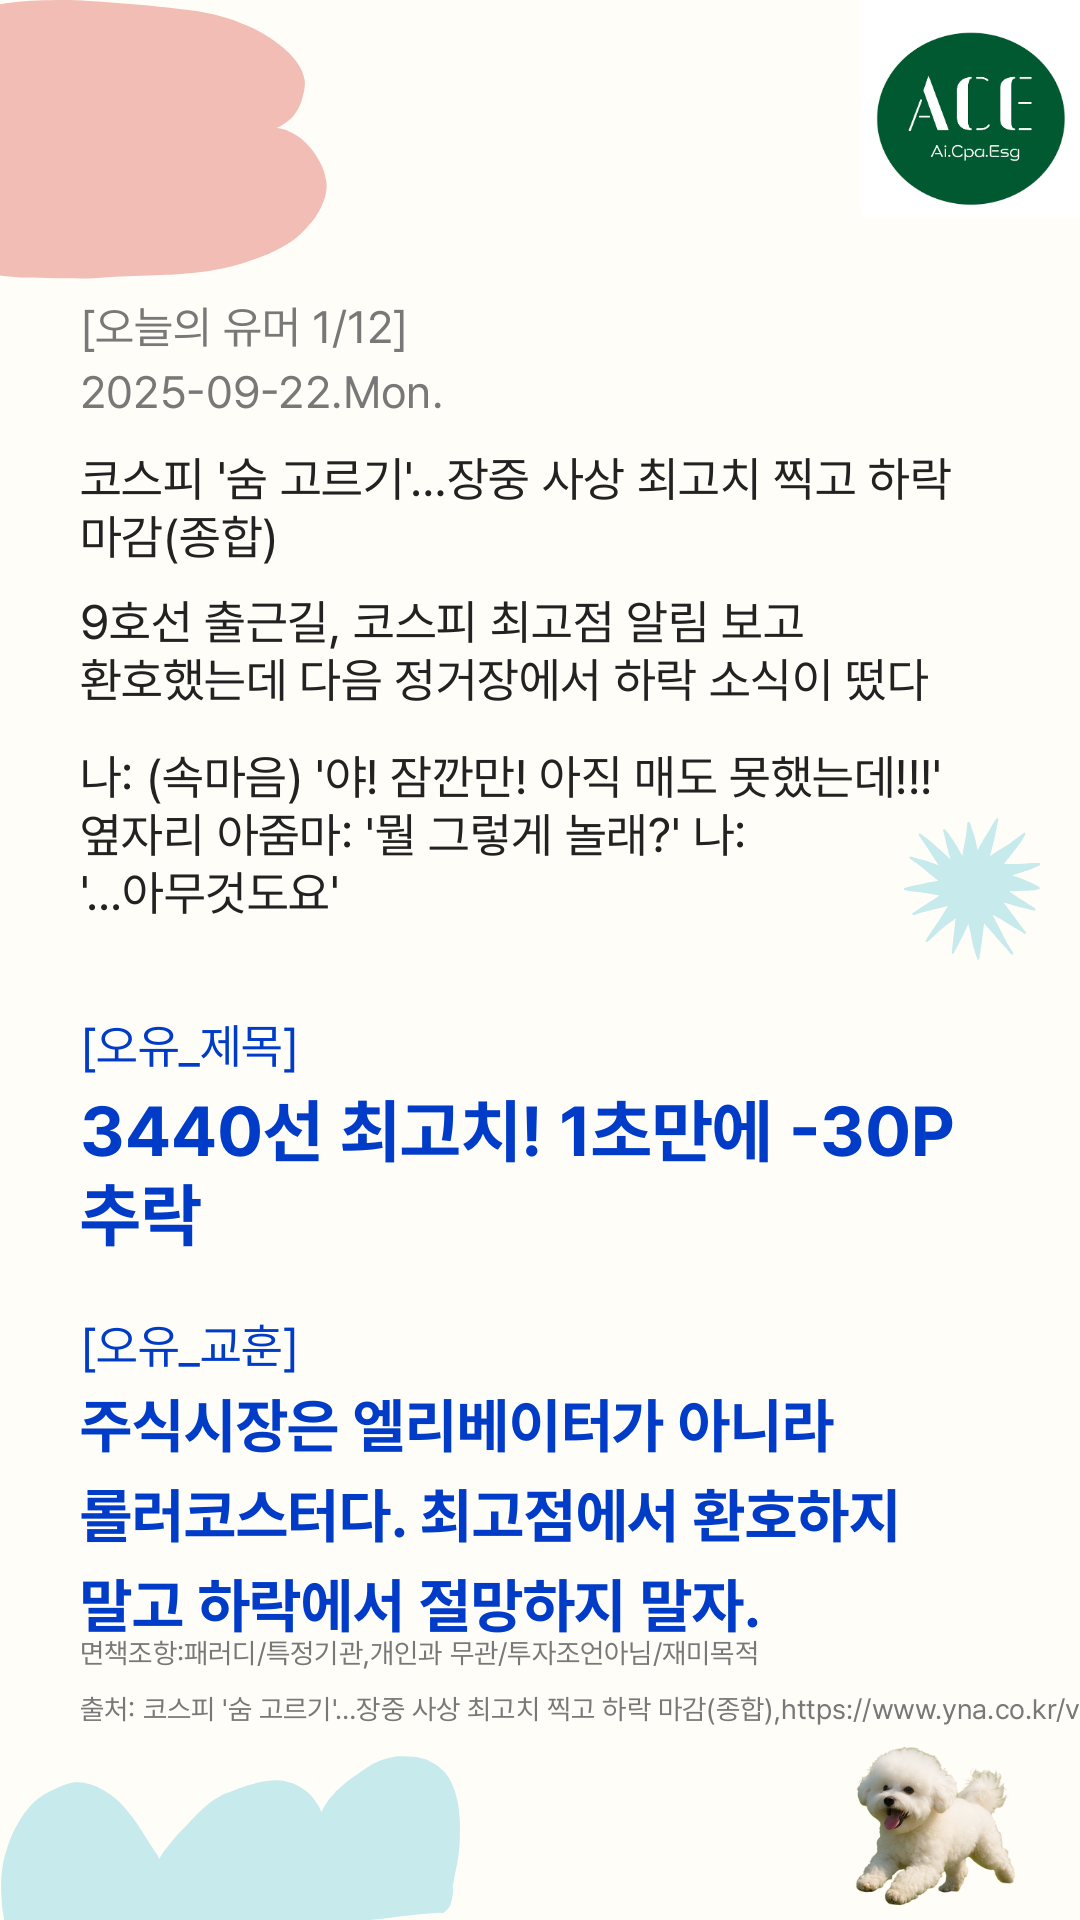 ACE
Ai.Cpa.Esg
[오늘의 유머 1/12]
2025-09-22.Mon.
코스피 '숨 고르기'...장중 사상 최고치 찍고 하락
마감(종합)
9호선 출근길, 코스피 최고점 알림 보고
환호했는데 다음 정거장에서 하락 소식이 떴다
나: (속마음) '야! 잠깐만! 아직 매도 못했는데!!!'
옆자리 아줌마: '뭘 그렇게 놀래?' 나:
'...아무것도요'
[오유_제목]
3440선 최고치! 1초만에 -30P
추락
[오유_교훈]
주식시장은 엘리베이터가 아니라
롤러코스터다. 최고점에서 환호하지
말고 하락에서 절망하지 말자.
면책조항:패러디/특정기관,개인과 무관/투자조언아님/재미목적
출처: 코스피 '숨 고르기'...장중 사상 최고치 찍고 하락 마감(종합),https://www.yna.co.kr/v